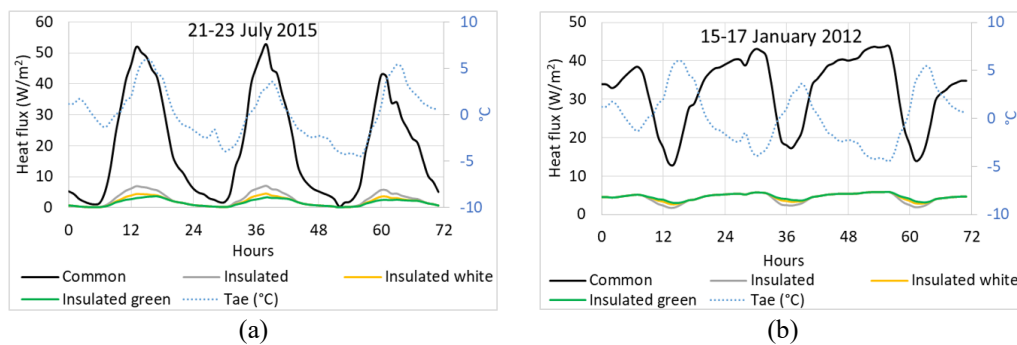 21-23 July 2015
Heat flux (W/m²)
60
50
40
30
20
10
0
10
5
0
-5
-10
°C
0 12 24 36 48 60 72
Hours
Common Insulated Insulated white
Insulated green Tae (°C)
(a)
15-17 January 2012
Heat flux (W/m²)
50
40
30
20
10
0
10
5
0
-5
-10
°C
0 12 24 36 48 60 72
Hours
Common Insulated Insulated white
Insulated green Tae (°C)
(b)